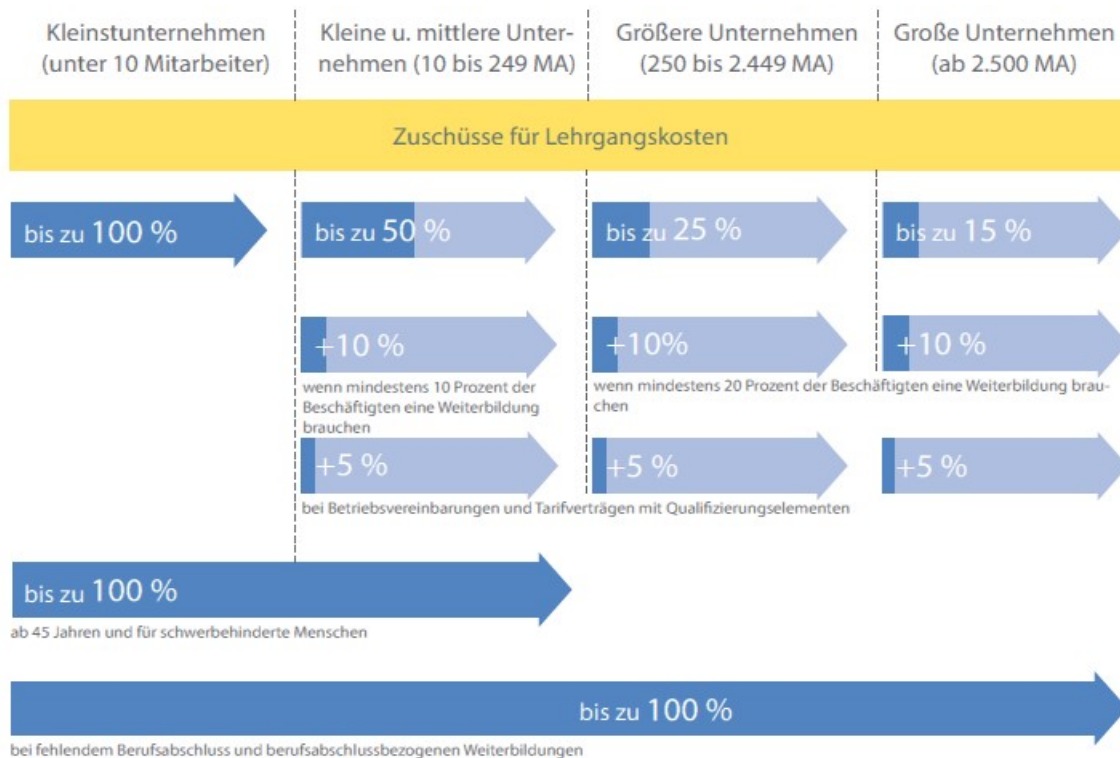 Kleinstunternehmen
(unter 10 Mitarbeiter)
Kleine u. mittlere Unter-
nehmen (10 bis 249 MA)
Größere Unternehmen
(250 bis 2.449 MA)
Große Unternehmen
(ab 2.500 MA)
Zuschüsse für Lehrgangskosten
bis zu 100 %
bis zu 50 %
bis zu 25 %
bis zu 15 %
+10 %
+10%
+10 %
wenn mindestens 10 Prozent der
Beschäftigten eine Weiterbildung
brauchen
wenn mindestens 20 Prozent der Beschäftigten eine Weiterbildung brau-
chen
+5 %
+5 %
+5 %
bei Betriebsvereinbarungen und Tarifverträgen mit Qualifizierungselementen
bis zu 100 %
ab 45 Jahren und für schwerbehinderte Menschen
bis zu 100 %
bei fehlendem Berufsabschluss und berufsabschlussbezogenen Weiterbildungen